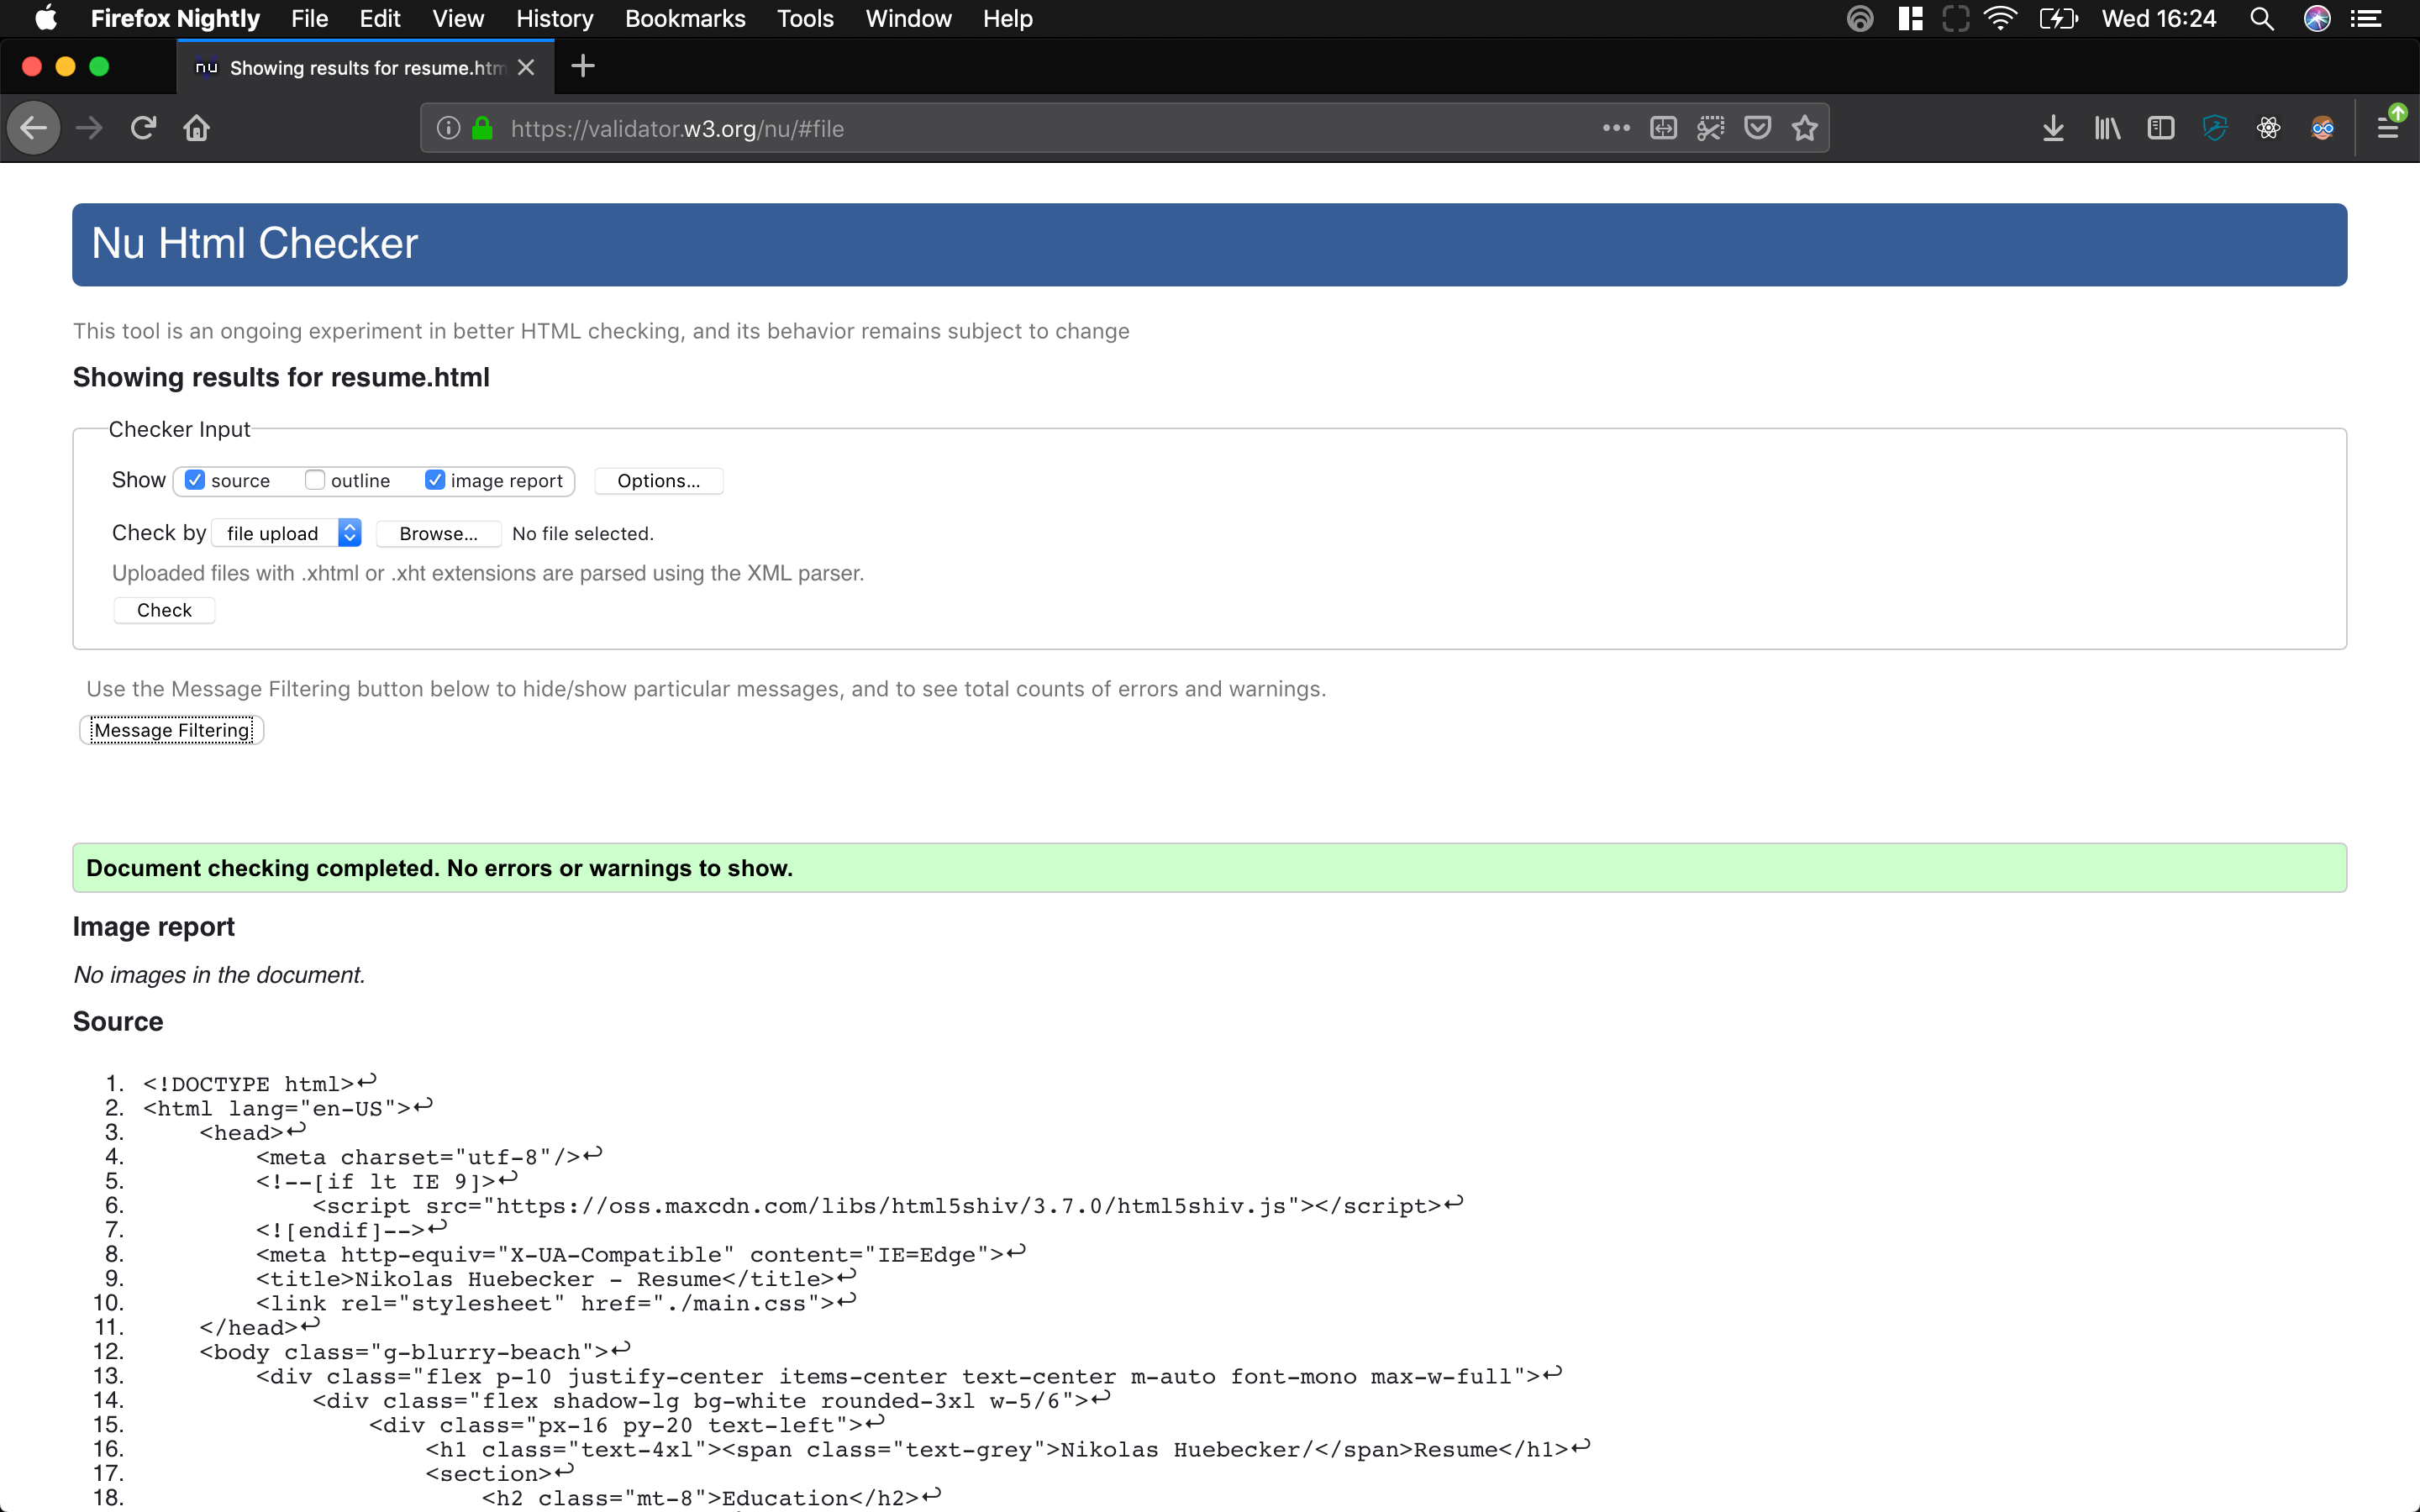 Firefox Nightly File Edit View History Bookmarks Tools Window Help Wed 16:24
nu Showing results for resume.htm
https://validator.w3.org/nu/#file
Nu Html Checker
This tool is an ongoing experiment in better HTML checking, and its behavior remains subject to change
Showing results for resume.html
Checker Input
Show source outline image report Options...
Check by file upload Browse... No file selected.
Uploaded files with .xhtml or .xht extensions are parsed using the XML parser.
Check
Use the Message Filtering button below to hide/show particular messages, and to see total counts of errors and warnings.
Message Filtering
Document checking completed. No errors or warnings to show.
Image report
No images in the document.
Source
1. <!DOCTYPE html>↩
2. <html lang="en-US">↩
3. <head>↩
4. <meta charset="utf-8"/>↩
5. <!--[if lt IE 9]>↩
6. <script src="https://oss.maxcdn.com/libs/html5shiv/3.7.0/html5shiv.js"></script>↩
7. <![endif]-->↩
8. <meta http-equiv="X-UA-Compatible" content="IE=Edge">↩
9. <title>Nikolas Huebecker - Resume</title>↩
10. <link rel="stylesheet" href="./main.css">↩
11. </head>↩
12. <body class="g-blurry-beach">↩
13. <div class="flex p-10 justify-center items-center text-center m-auto font-mono max-w-full">↩
14. <div class="flex shadow-lg bg-white rounded-3xl w-5/6">↩
15. <div class="px-16 py-20 text-left">↩
16. <h1 class="text-4xl"><span class="text-grey">Nikolas Huebecker/</span>Resume</h1>↩
17. <section>↩
18. <h2 class="mt-8">Education</h2>↩